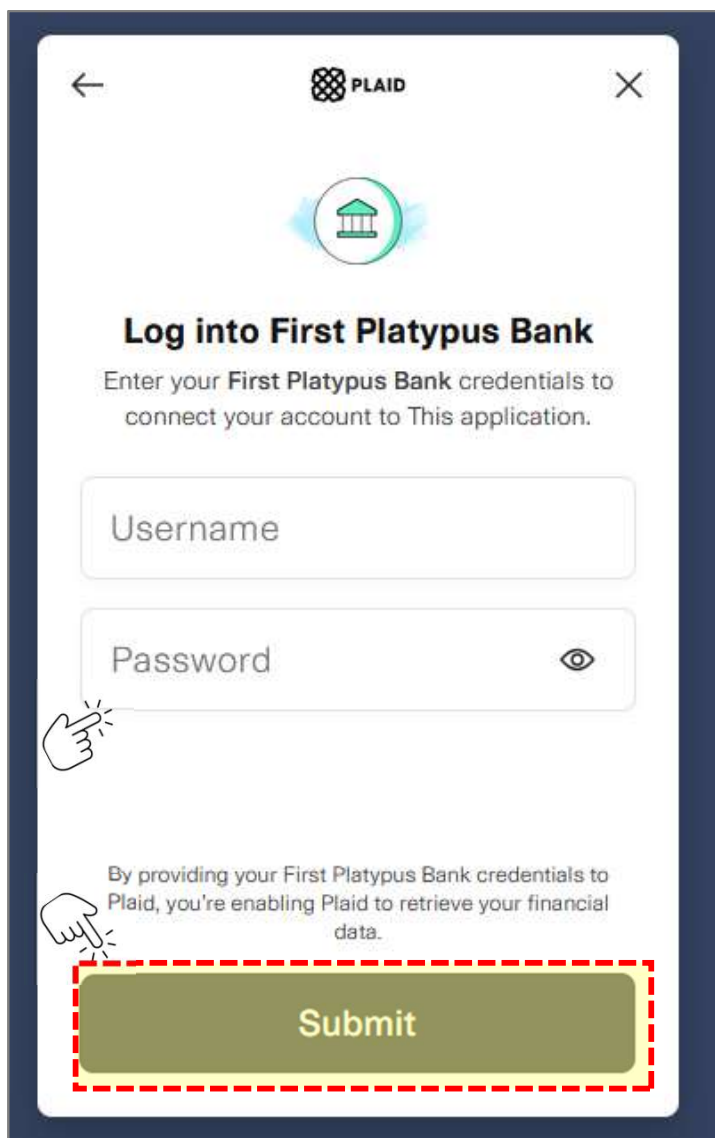 PLAID
Log into First Platypus Bank
Enter your First Platypus Bank credentials to
connect your account to This application.
Username
Password
By providing your First Platypus Bank credentials to
Plaid, you're enabling Plaid to retrieve your financial
data.
Submit